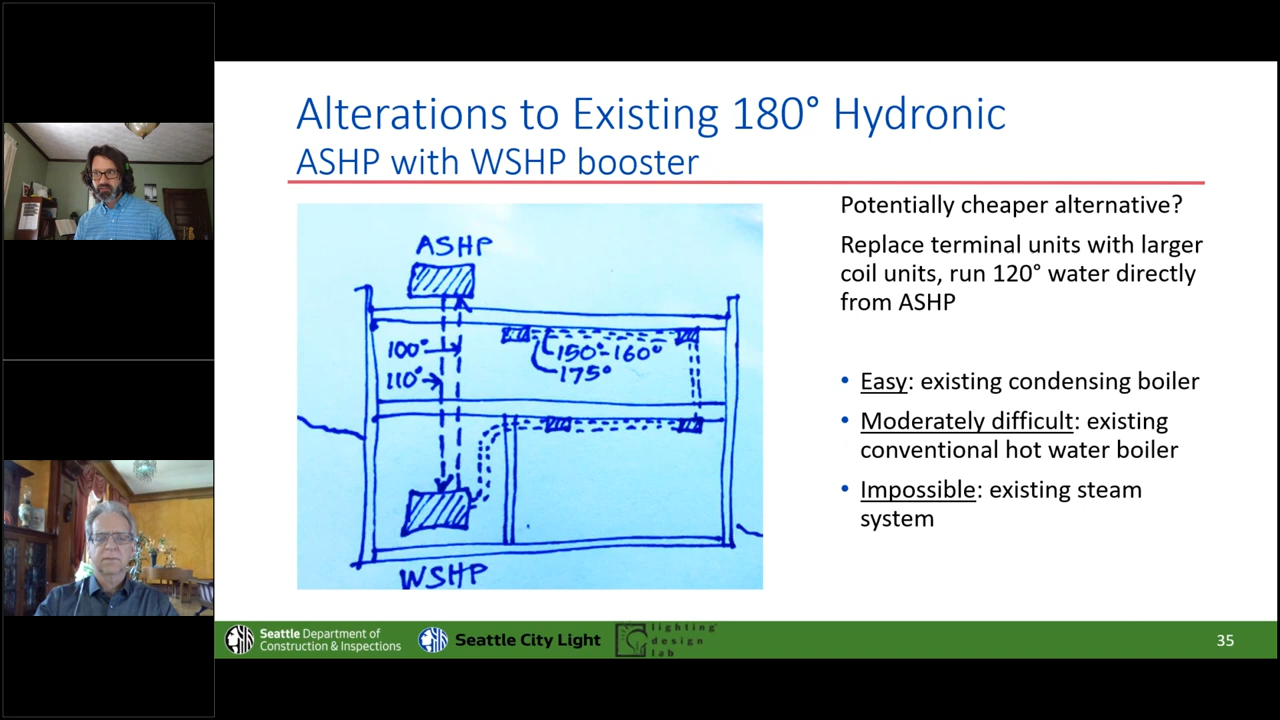 Alterations to Existing 180° Hydronic
ASHP with WSHP booster
ASHP
100°
110°
150°-160°
175°
WSHP
Potentially cheaper alternative?
Replace terminal units with larger
coil units, run 120° water directly
from ASHP
• Easy: existing condensing boiler
• Moderately difficult: existing
conventional hot water boiler
• Impossible: existing steam
system
Seattle Department of
Construction & Inspections
Seattle City Light
lighting
design
lab
35